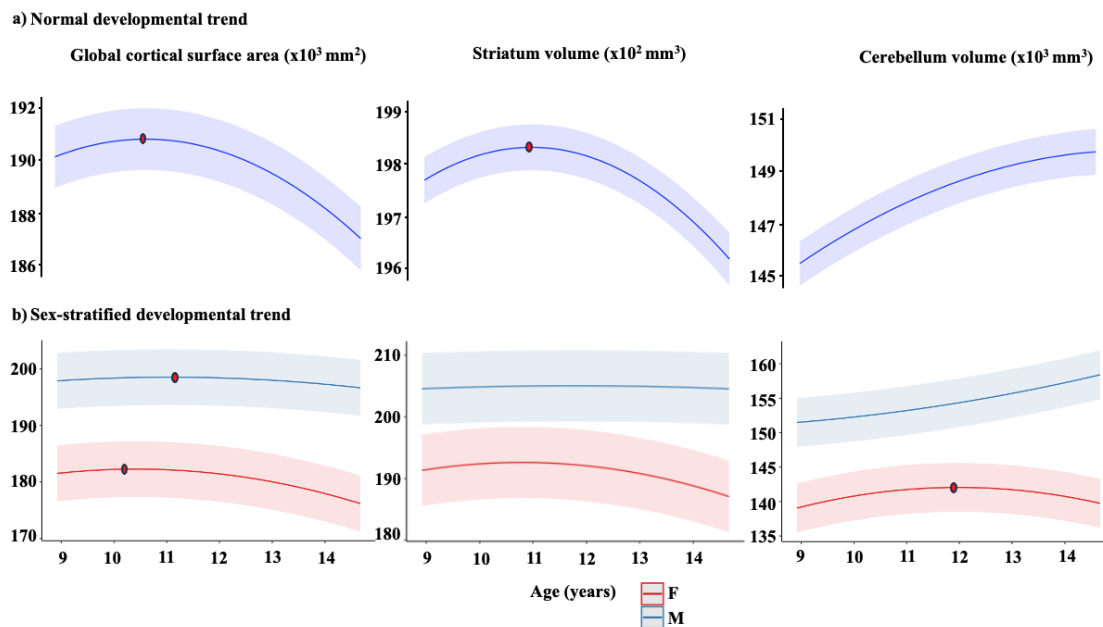 a) Normal developmental trend
Global cortical surface area (x10³ mm²)
Striatum volume (x10² mm³)
Cerebellum volume (x10³ mm³)
192
190
188
186
199
198
197
196
151
149
147
145
b) Sex-stratified developmental trend
200
190
180
170
210
200
190
180
160
155
150
145
140
135
9 10 11 12 13 14
9 10 11 12 13 14
9 10 11 12 13 14
Age (years)
F
M